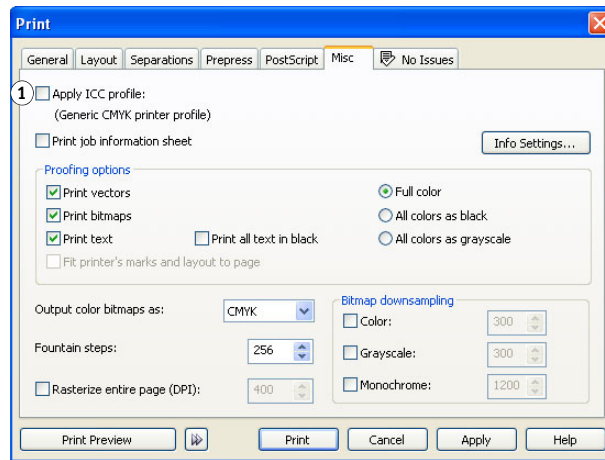 Print
General Layout Separations Prepress PostScript Misc No Issues
1 Apply ICC profile:
(Generic CMYK printer profile)
Print job information sheet Info Settings...
Proofing options
Print vectors Full color
Print bitmaps All colors as black
Print text Print all text in black All colors as grayscale
Fit printer's marks and layout to page
Output color bitmaps as: CMYK Bitmap downsampling
Color: 300
Fountain steps: 256 Grayscale: 300
Rasterize entire page (DPI): 400 Monochrome: 1200
Print Preview Print Cancel Apply Help